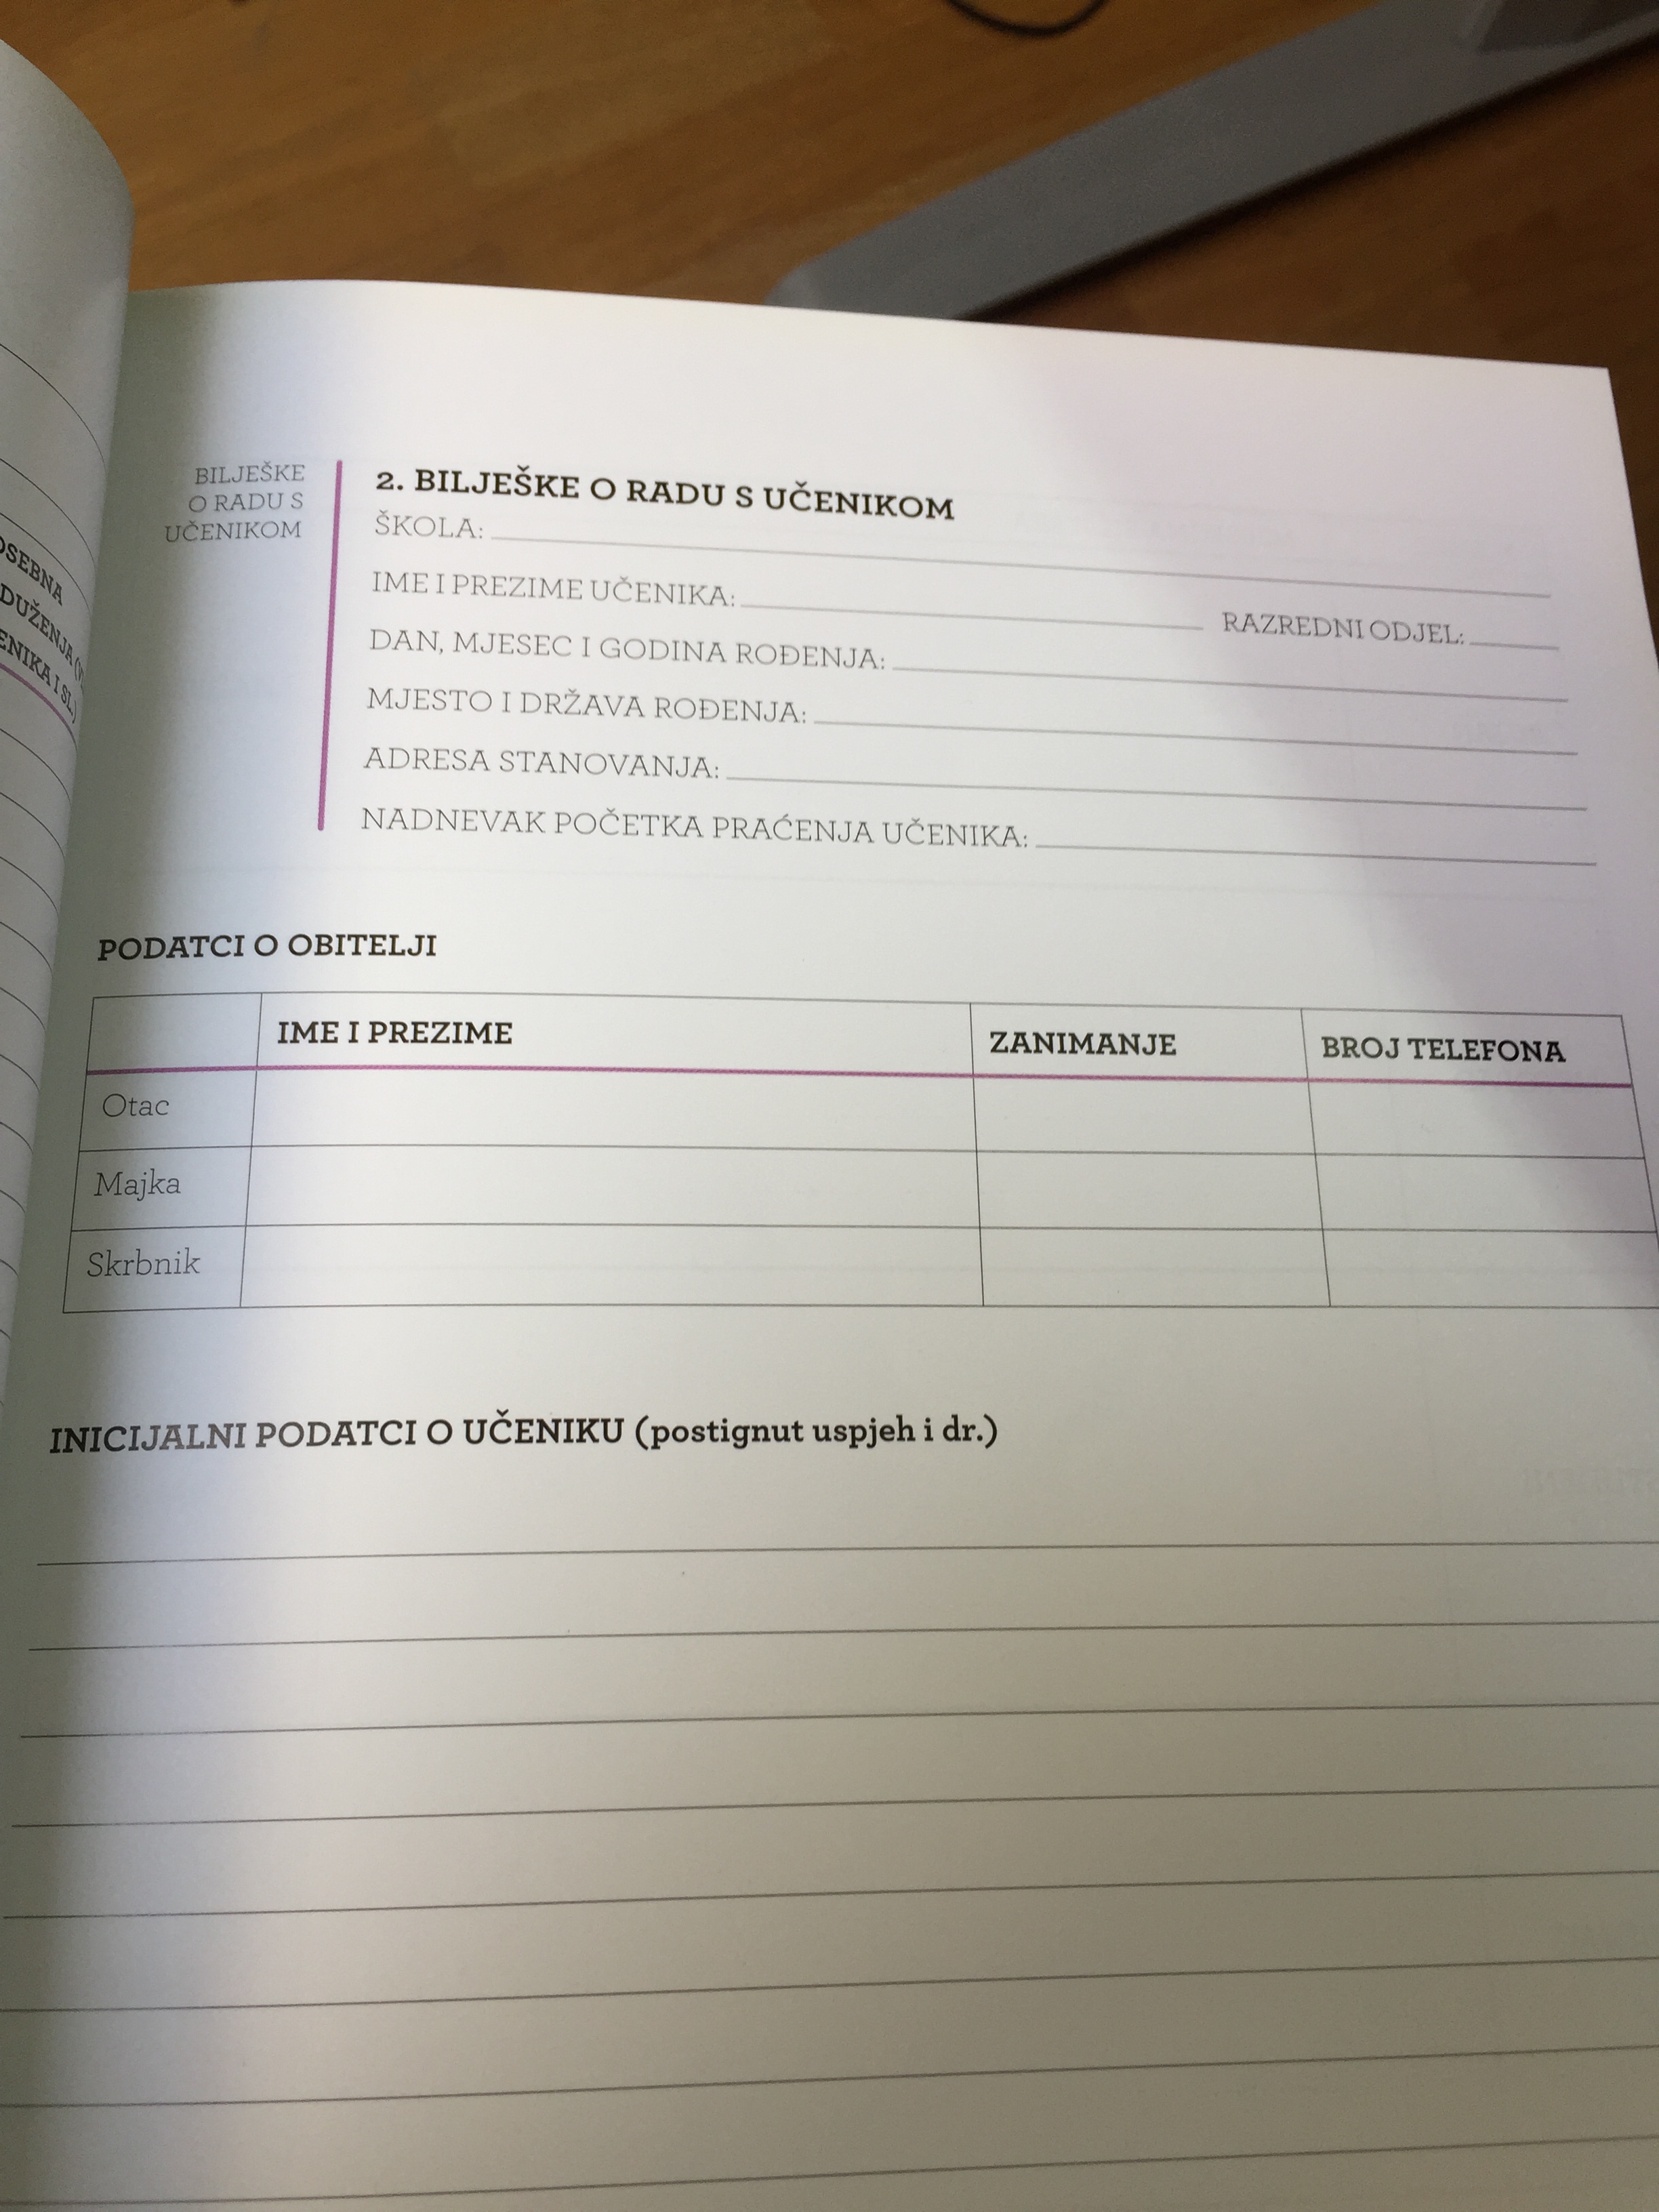 OSEBNA
BILJEŠKE
O RADU S
UČENIKOM
2. BILJEŠKE O RADU S UČENIKOM
ŠKOLA:
IME I PREZIME UČENIKA: RAZREDNI ODJEL:
DAN, MJESEC I GODINA ROĐENJA:
MJESTO I DRŽAVA ROĐENJA:
ADRESA STANOVANJA:
NADNEVAK POČETKA PRAĆENJA UČENIKA:
PODATCI O OBITELJI
IME I PREZIME ZANIMANJE BROJ TELEFONA
Otac
Majka
Skrbnik
INICIJALNI PODATCI O UČENIKU (postignut uspjeh i dr.)